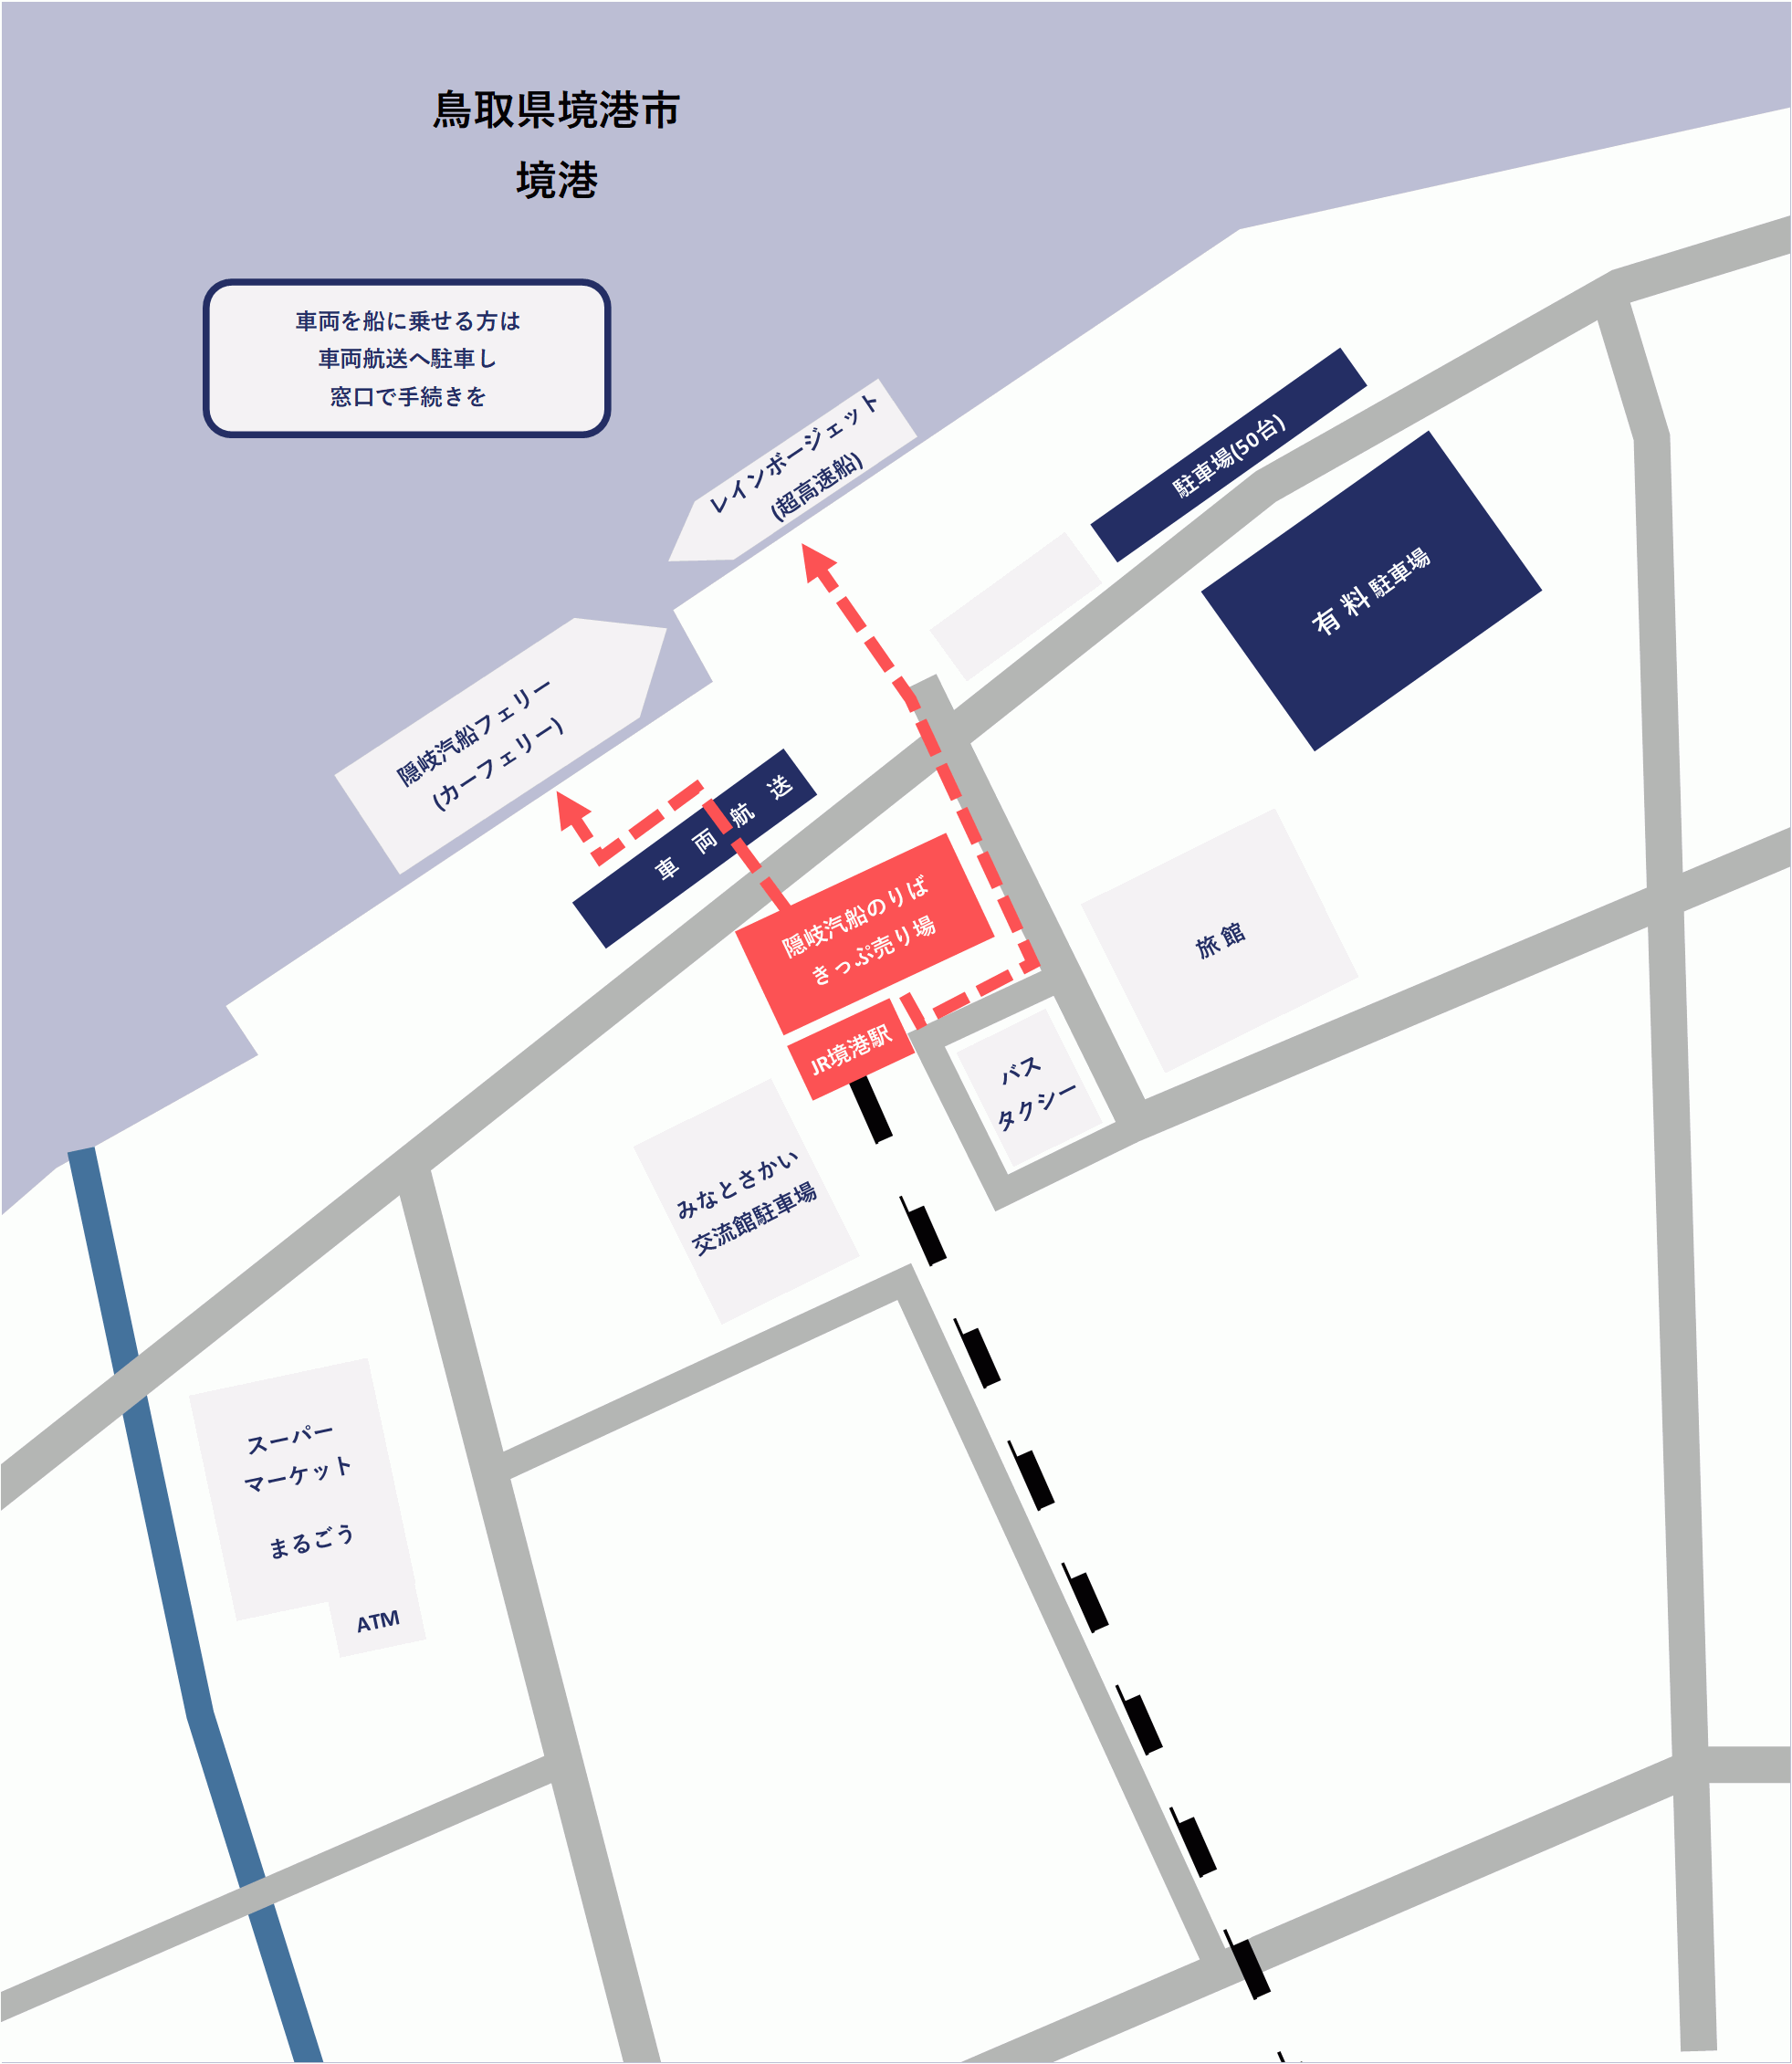 鳥取県境港市
境港
車両を船に乗せる方は
車両航送へ駐車し
窓口で手続きを
レインボージェット
(超高速船)
駐車場(50台)
有料駐車場
隠岐汽船フェリー
(カーフェリー)
車両航送
隠岐汽船のりば
きっぷ売り場
旅館
JR境港駅
バス
タクシー
みなとさかい
交流館駐車場
スーパー
マーケット
まるごう
ATM